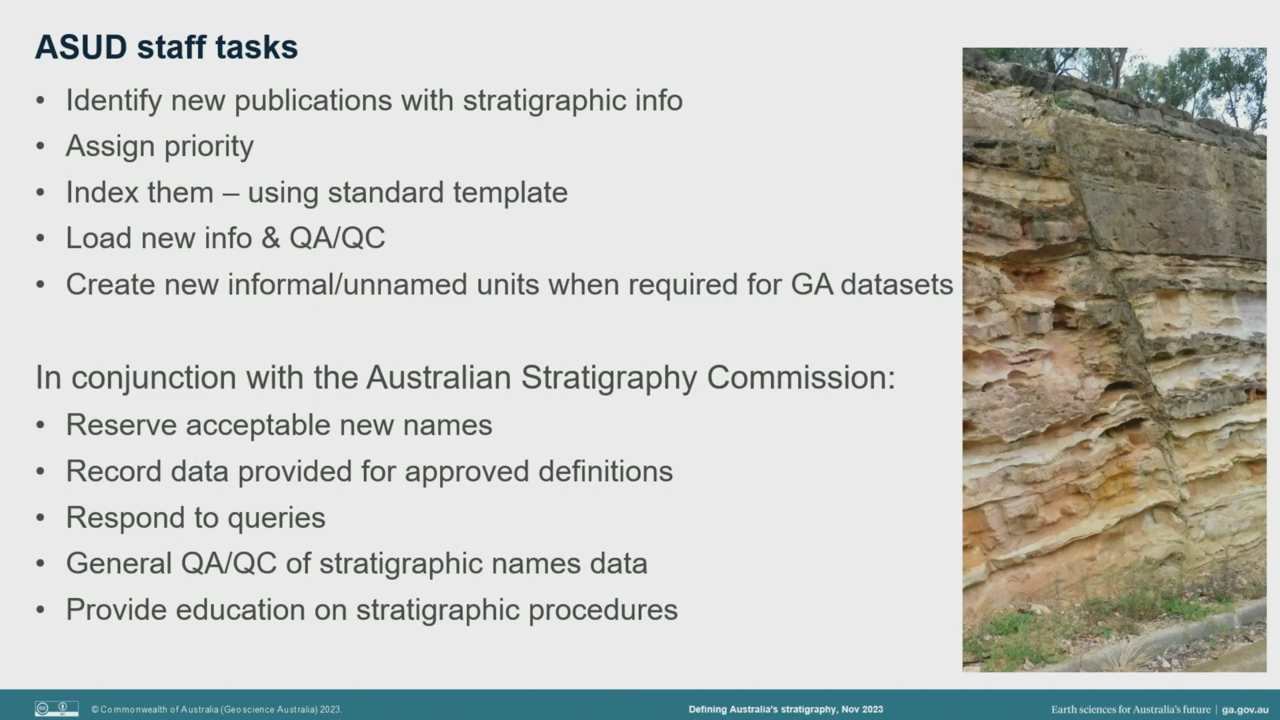 ASUD staff tasks
• Identify new publications with stratigraphic info
• Assign priority
• Index them – using standard template
• Load new info & QA/QC
• Create new informal/unnamed units when required for GA datasets
In conjunction with the Australian Stratigraphy Commission:
• Reserve acceptable new names
• Record data provided for approved definitions
• Respond to queries
• General QA/QC of stratigraphic names data
• Provide education on stratigraphic procedures
© Commonwealth of Australia (Geoscience Australia) 2023. Defining Australia's stratigraphy, Nov 2023 Earth sciences for Australia's future | ga.gov.au